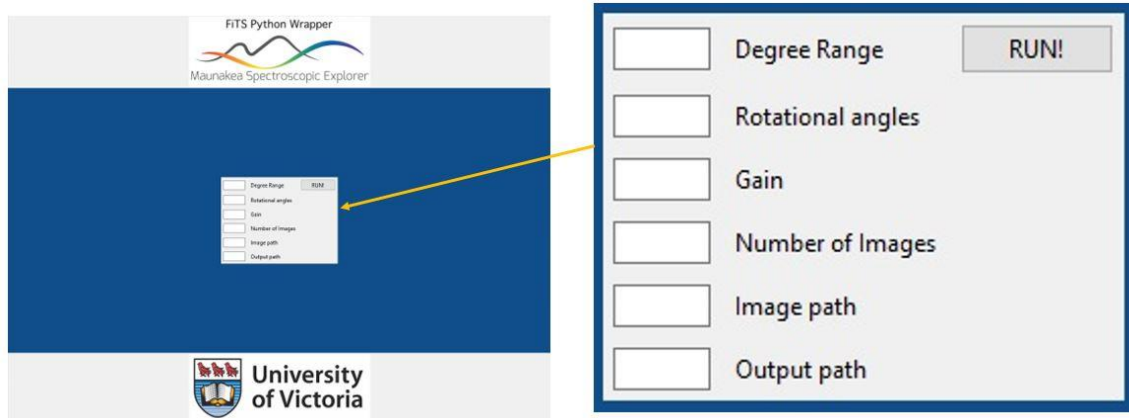 FiTS Python Wrapper
Maunakea Spectroscopic Explorer
Degree Range RUN!
Rotational angles
Gain
Number of Images
Image path
Output path
University
of Victoria
Degree Range RUN!
Rotational angles
Gain
Number of Images
Image path
Output path